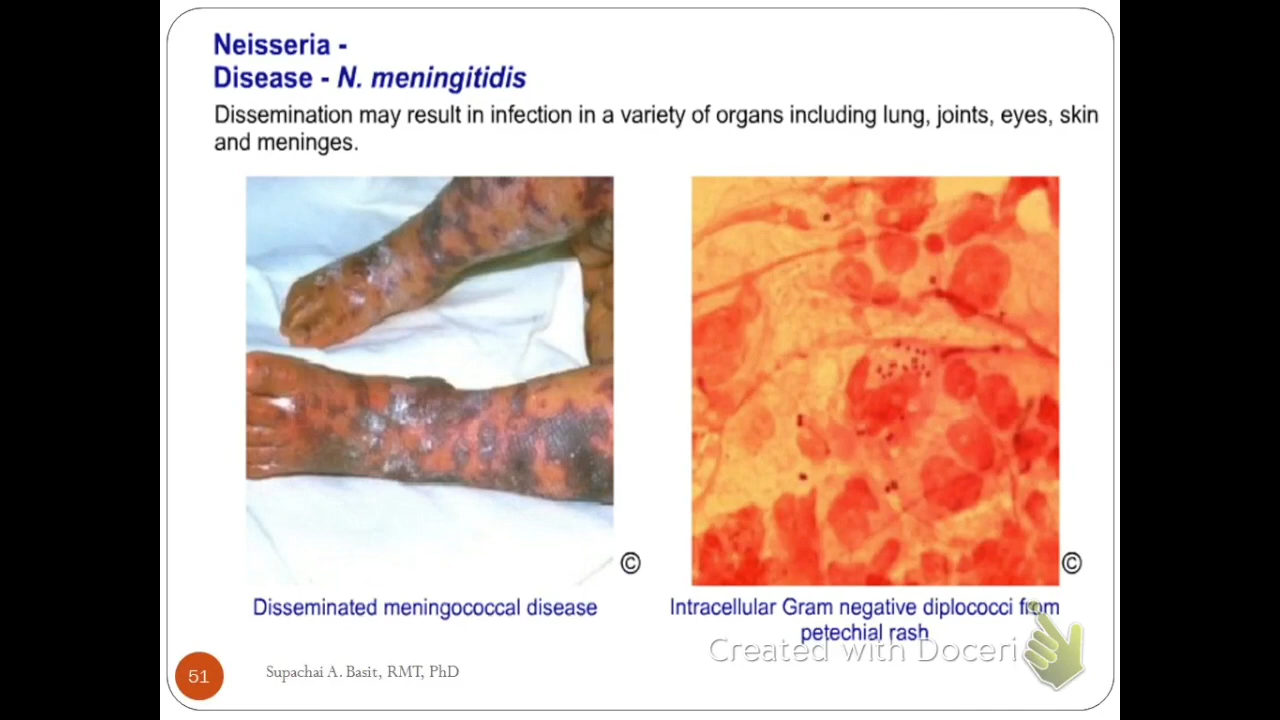 Neisseria -
Disease - N. meningitidis
Dissemination may result in infection in a variety of organs including lung, joints, eyes, skin
and meninges.
©
©
Disseminated meningococcal disease
Intracellular Gram negative diplococci from
petechial rash
Created with Doceri
51
Supachai A. Basit, RMT, PhD